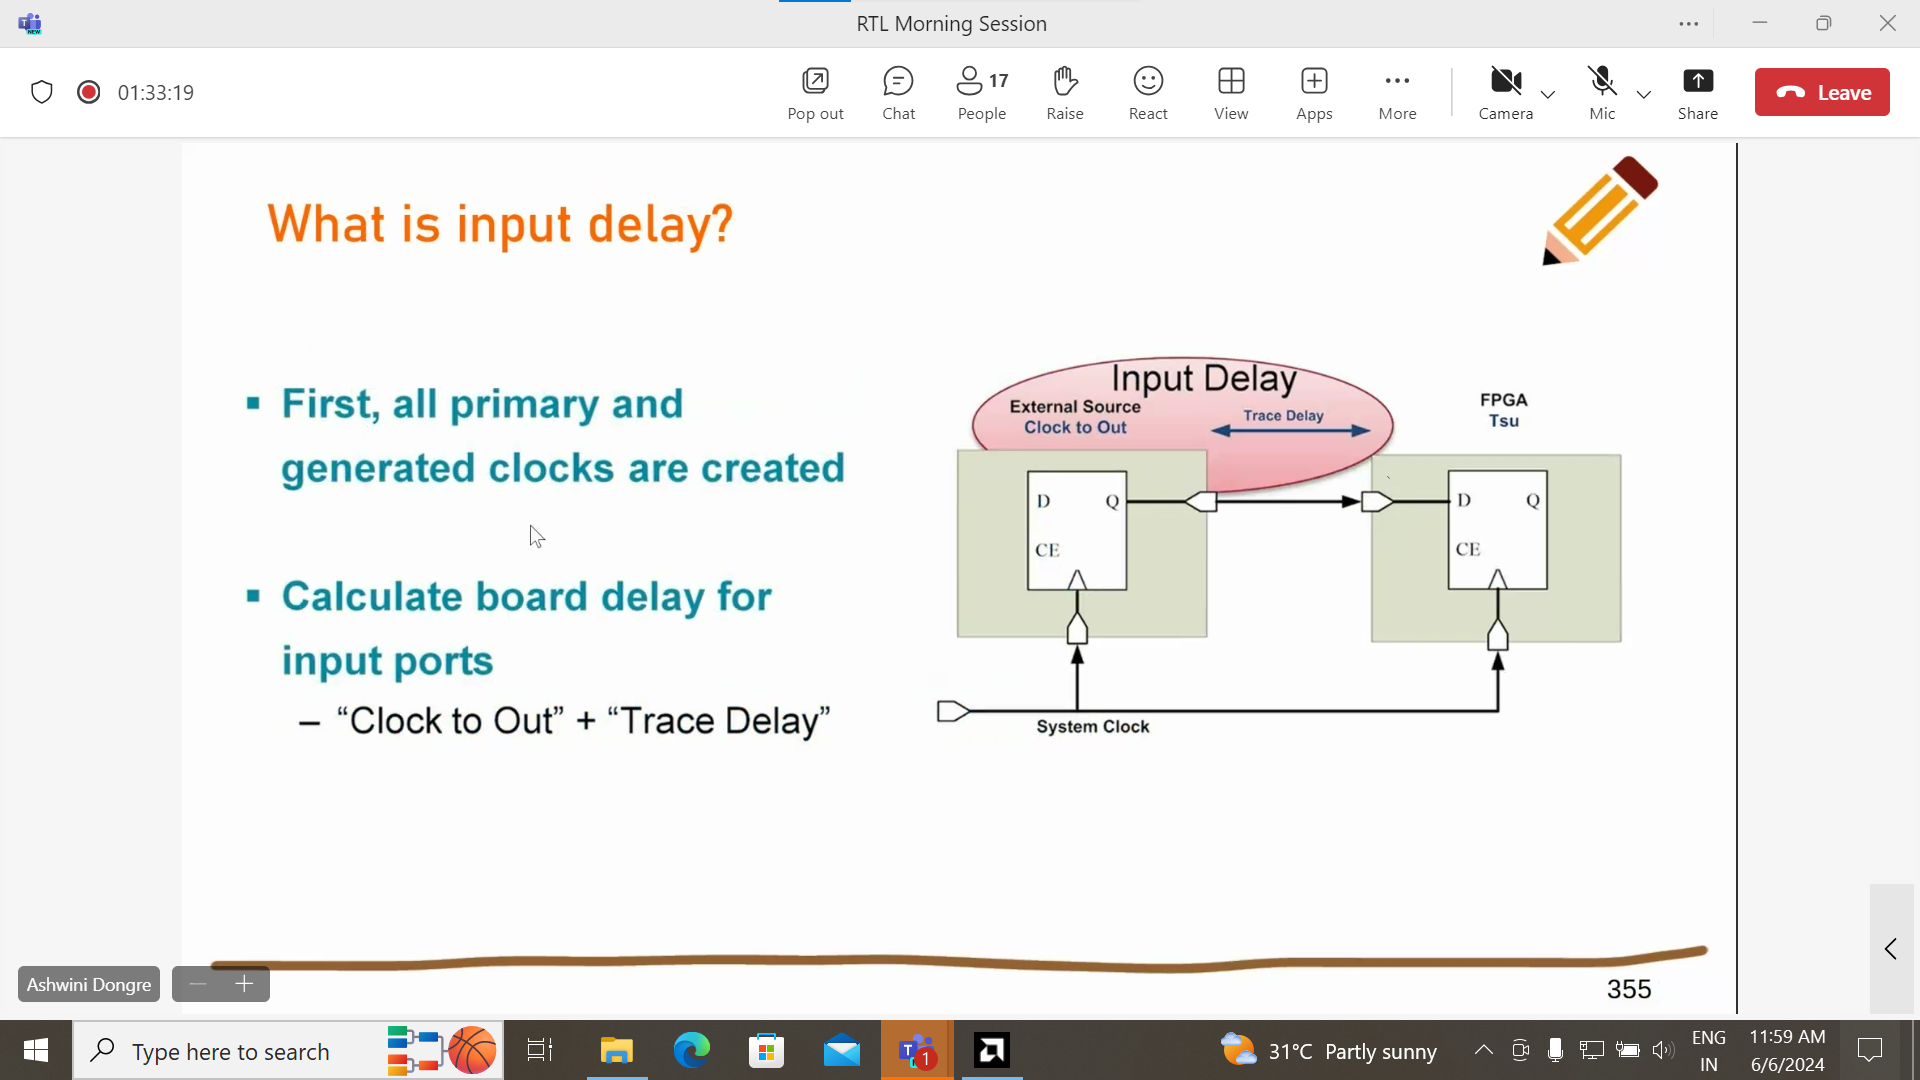 NEW
RTL Morning Session
01:33:19
Pop out
Chat
17
People
Raise
React
View
Apps
More
Camera
Mic
Share
Leave
What is input delay?
First, all primary and
generated clocks are created
Calculate board delay for
input ports
– “Clock to Out” + “Trace Delay”
Input Delay
External Source
Clock to Out
Trace Delay
FPGA
Tsu
D Q
CE
D Q
CE
System Clock
355
Ashwini Dongre
Type here to search
1
31°C Partly sunny
ENG
IN
11:59 AM
6/6/2024